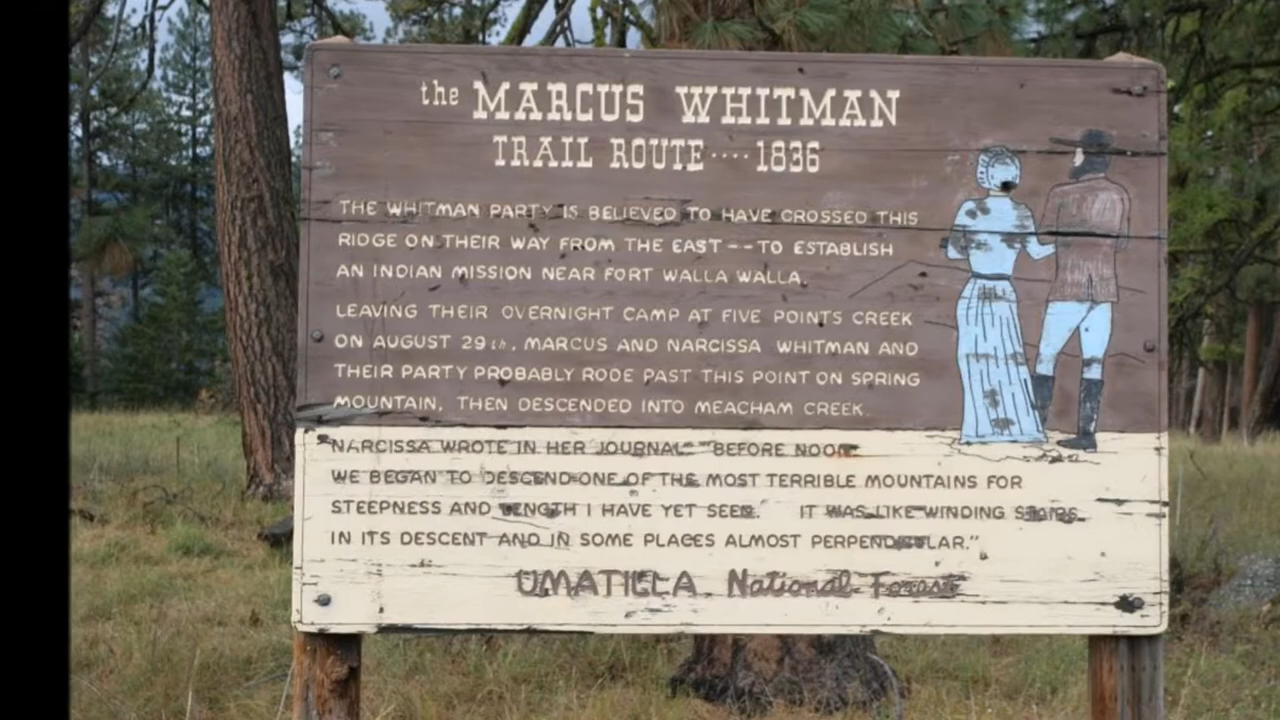 the MARCUS WHITMAN
TRAIL ROUTE····1836
THE WHITMAN PARTY IS BELIEVED TO HAVE CROSSED THIS
RIDGE ON THEIR WAY FROM THE EAST--TO ESTABLISH
AN INDIAN MISSION NEAR FORT WALLA WALLA.
LEAVING THEIR OVERNIGHT CAMP AT FIVE POINTS CREEK
ON AUGUST 29th, MARCUS AND NARCISSA WHITMAN AND
THEIR PARTY PROBABLY RODE PAST THIS POINT ON SPRING
MOUNTAIN, THEN DESCENDED INTO MEACHAM CREEK.
NARCISSA WROTE IN HER JOURNAL "BEFORE NOON
WE BEGAN TO DESCEND ONE OF THE MOST TERRIBLE MOUNTAINS FOR
STEEPNESS AND LENGTH I HAVE YET SEEN. IT WAS LIKE WINDING STAIRS
IN ITS DESCENT AND IN SOME PLACES ALMOST PERPENDICULAR."
UMATILLA National Forest